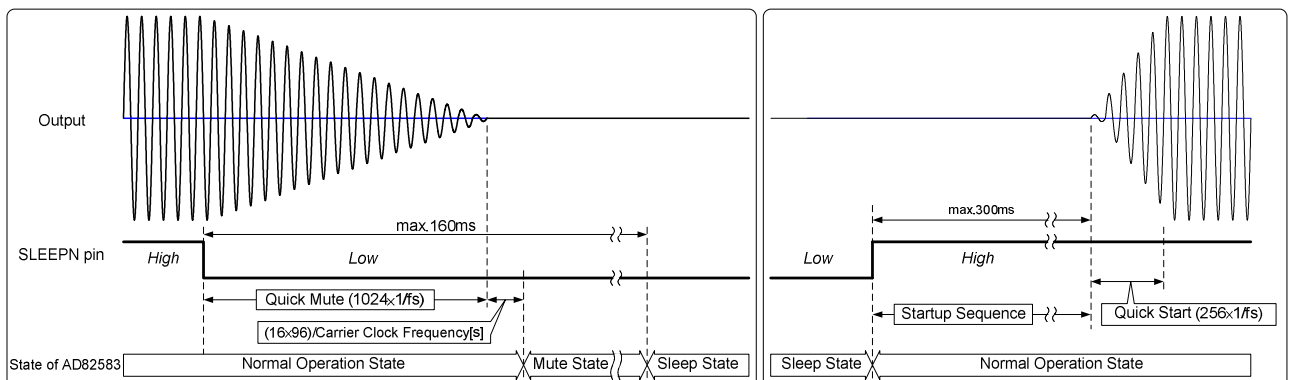 Output
max.160ms
max.300ms
SLEEPN pin
High
Low
Low
High
Quick Mute (1024×1/fs)
(16×96)/Carrier Clock Frequency[s]
Startup Sequence
Quick Start (256×1/fs)
State of AD82583
Normal Operation State
Mute State
Sleep State
Sleep State
Normal Operation State